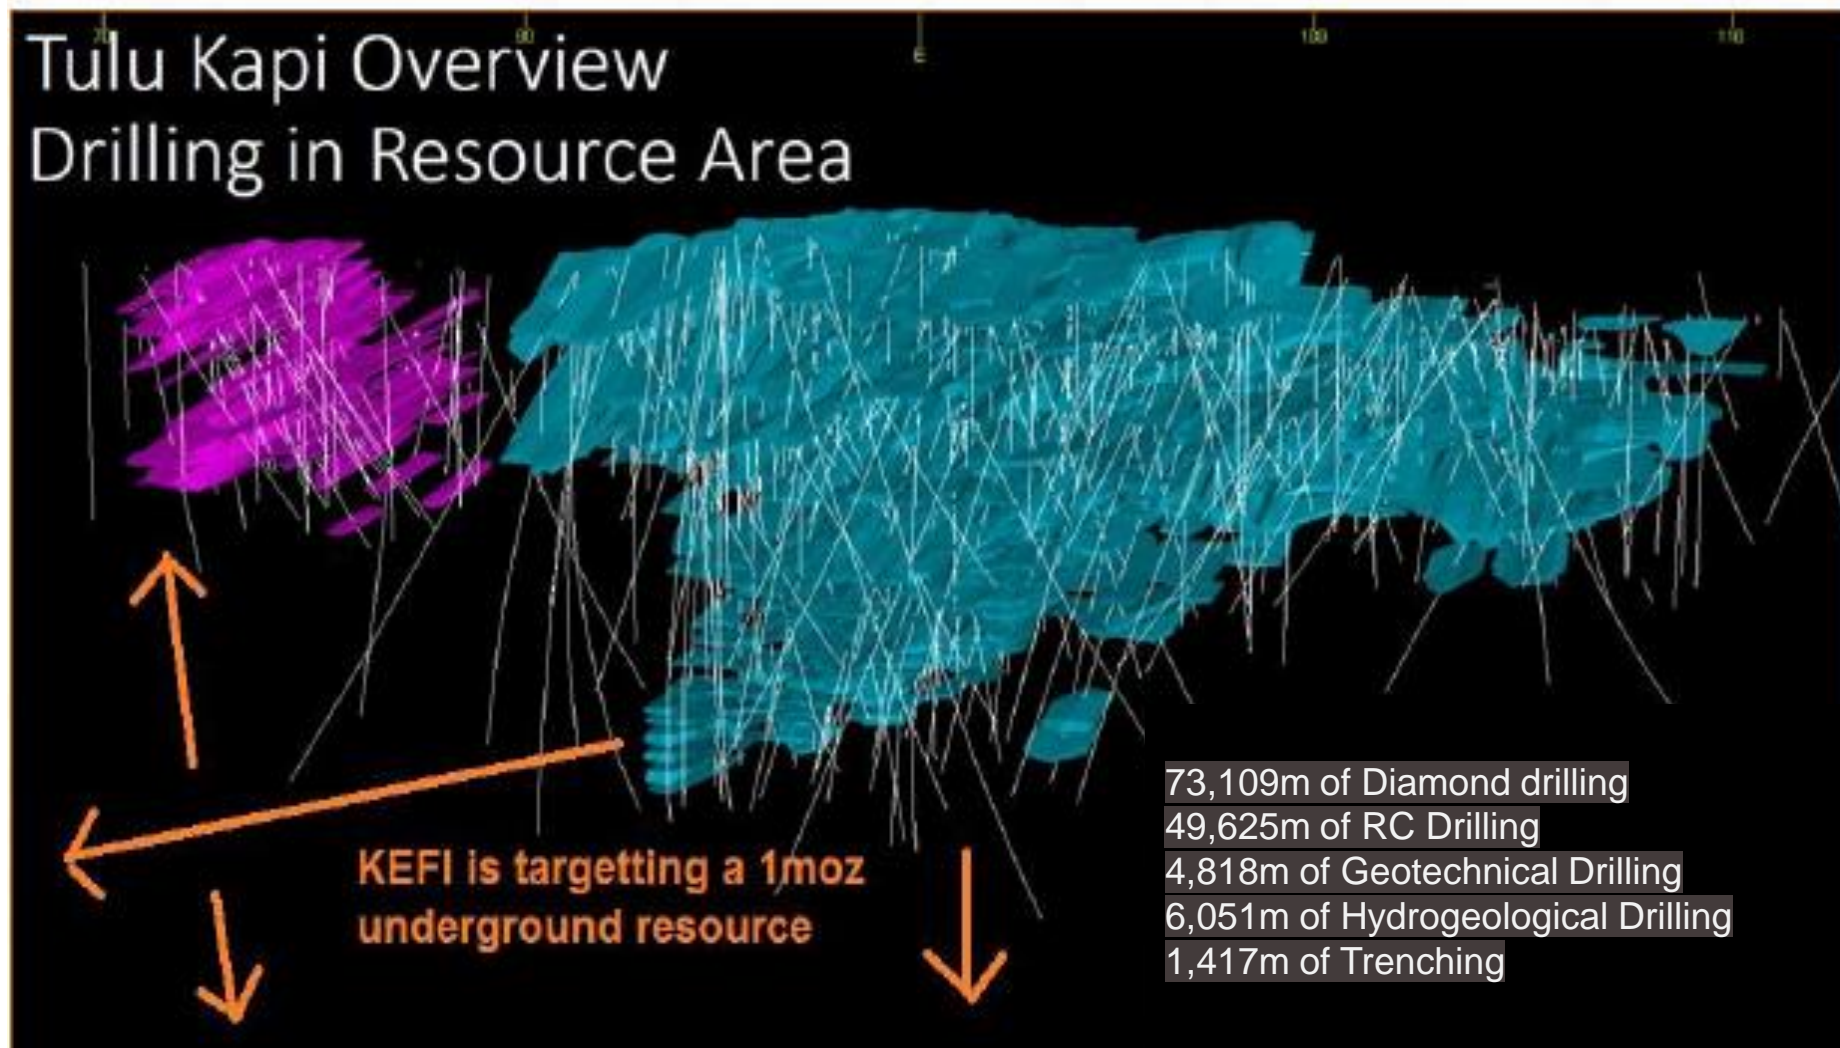 Tulu Kapi Overview
Drilling in Resource Area
KEFI is targetting a 1moz
underground resource
73,109m of Diamond drilling
49,625m of RC Drilling
4,818m of Geotechnical Drilling
6,051m of Hydrogeological Drilling
1,417m of Trenching